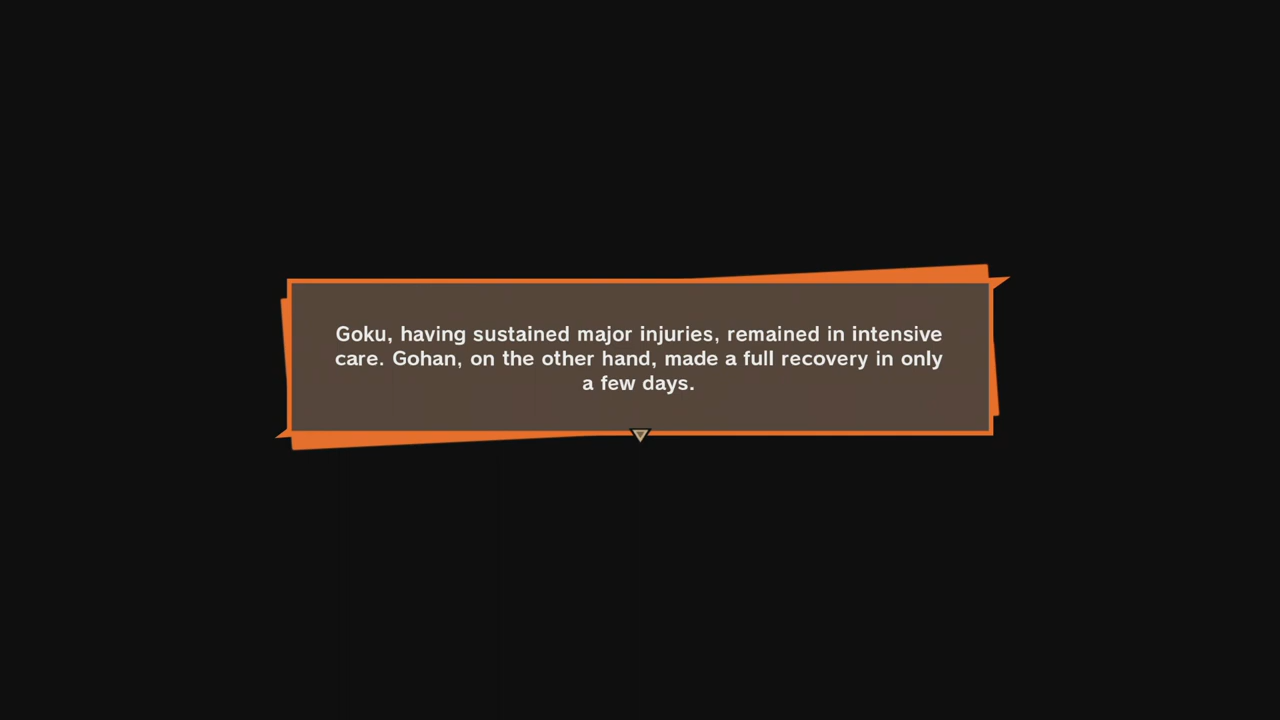 Goku, having sustained major injuries, remained in intensive
care. Gohan, on the other hand, made a full recovery in only
a few days.